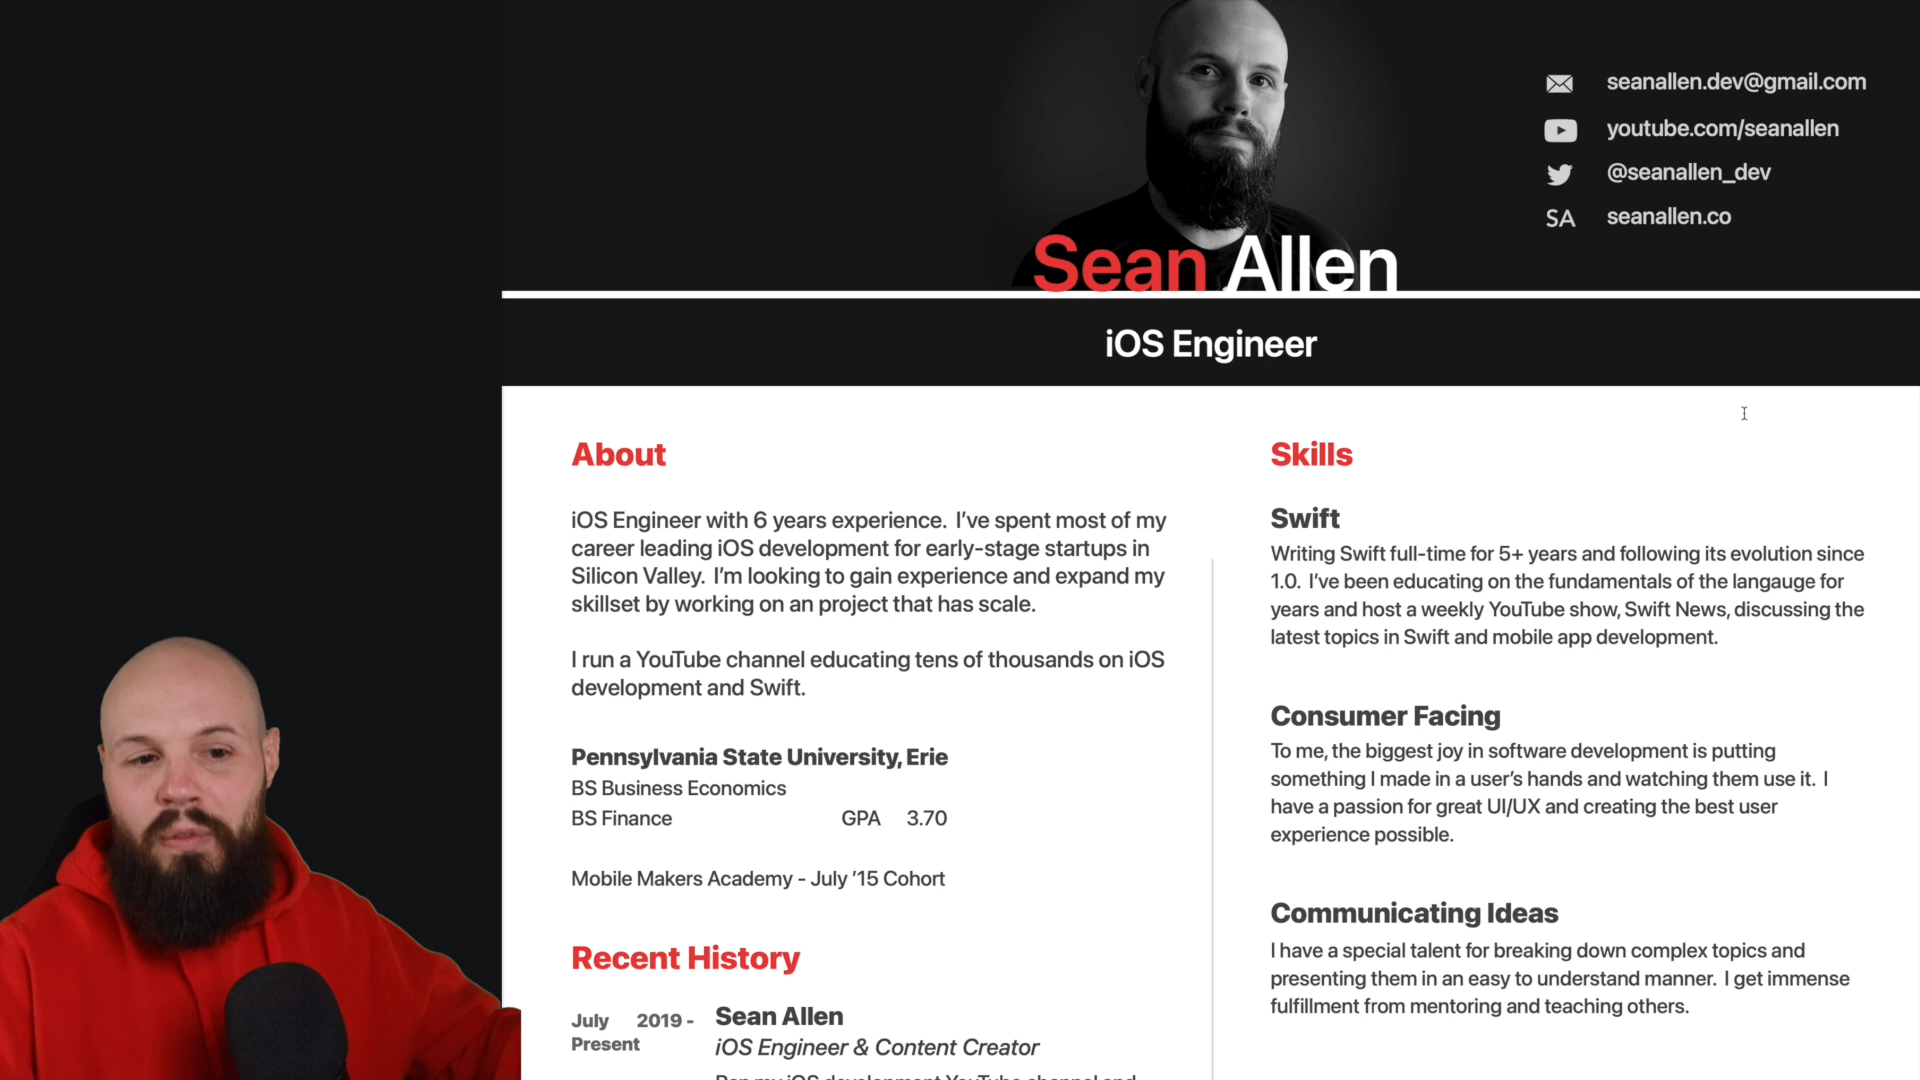 seanallen.dev@gmail.com
youtube.com/seanallen
@seanallen_dev
SA seanallen.co
Sean Allen
iOS Engineer
About
iOS Engineer with 6 years experience. I've spent most of my
career leading iOS development for early-stage startups in
Silicon Valley. I'm looking to gain experience and expand my
skillset by working on an project that has scale.
I run a YouTube channel educating tens of thousands on iOS
development and Swift.
Pennsylvania State University, Erie
BS Business Economics
BS Finance GPA 3.70
Mobile Makers Academy - July '15 Cohort
Recent History
July 2019 -
Present
Sean Allen
iOS Engineer & Content Creator
Skills
Swift
Writing Swift full-time for 5+ years and following its evolution since
1.0. I've been educating on the fundamentals of the langauge for
years and host a weekly YouTube show, Swift News, discussing the
latest topics in Swift and mobile app development.
Consumer Facing
To me, the biggest joy in software development is putting
something I made in a user's hands and watching them use it. I
have a passion for great UI/UX and creating the best user
experience possible.
Communicating Ideas
I have a special talent for breaking down complex topics and
presenting them in an easy to understand manner. I get immense
fulfillment from mentoring and teaching others.